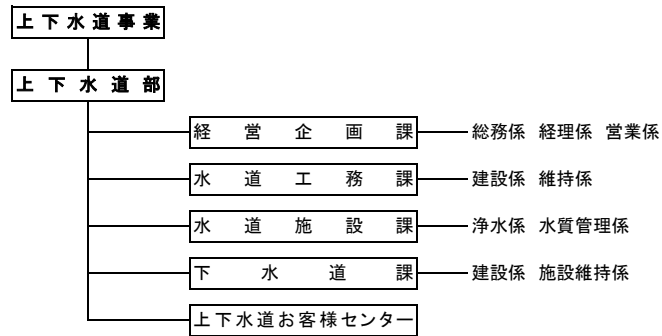 上下水道事業
上下水道部
経営企画課 総務係 経理係 営業係
水道工務課 建設係 維持係
水道施設課 浄水係 水質管理係
下水道課 建設係 施設維持係
上下水道お客様センター